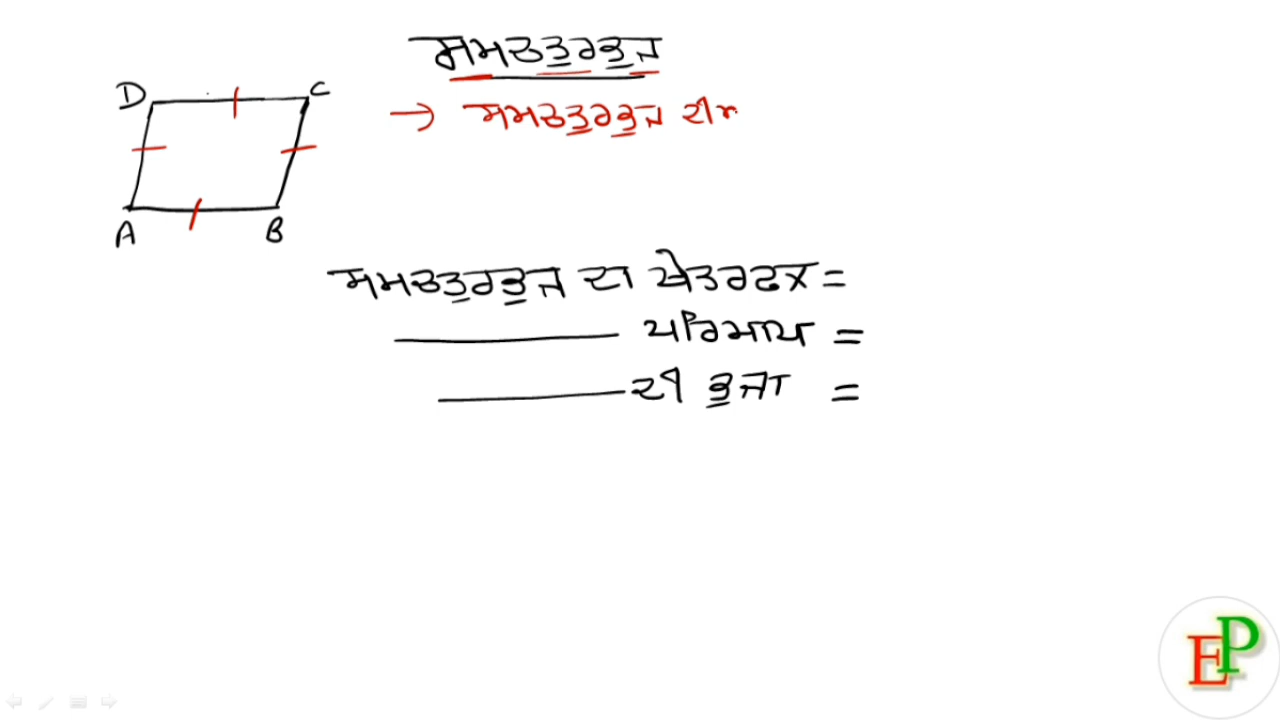 ਸਮਚਤੁਰਭੁਜ
D C
→ ਸਮਚਤੁਰਭੁਜ ਦੀ
A B
ਸਮਚਤੁਰਭੁਜ ਦਾ ਖੇਤਰਫਲ =
ਪਰਿਮਾਪ =
ਦੀ ਭੁਜਾ =
EP